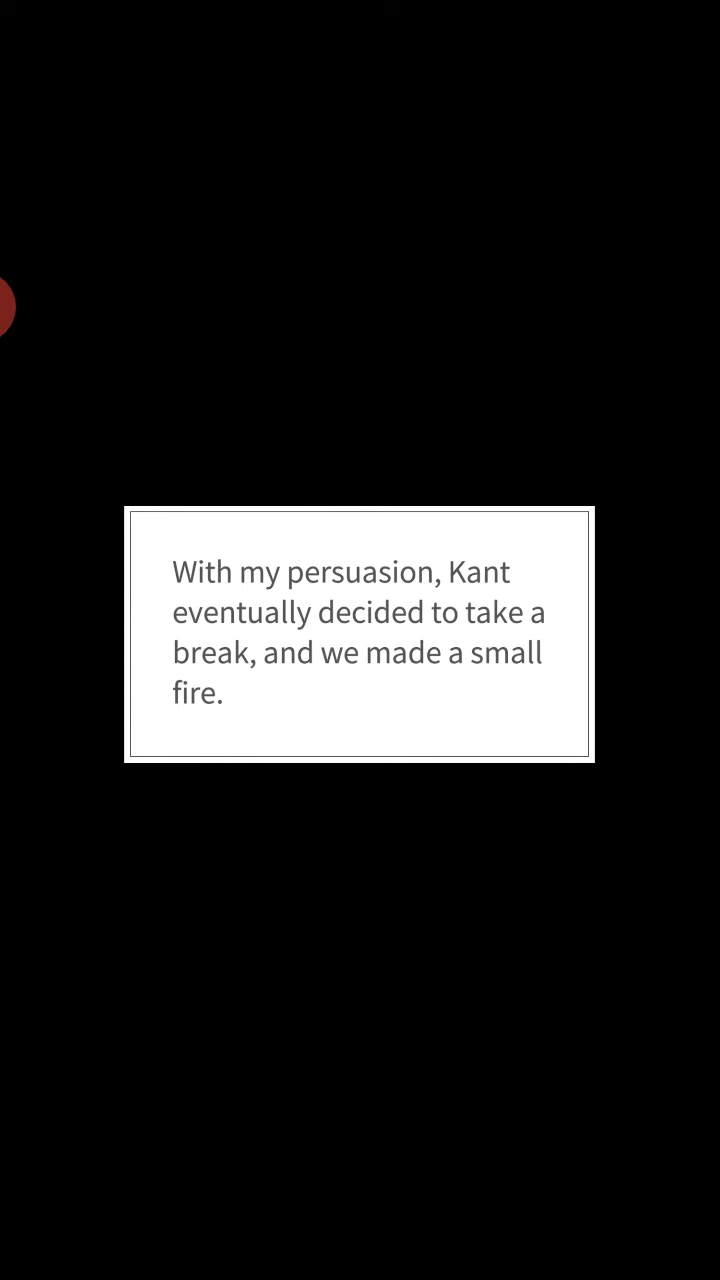 With my persuasion, Kant
eventually decided to take a
break, and we made a small
fire.